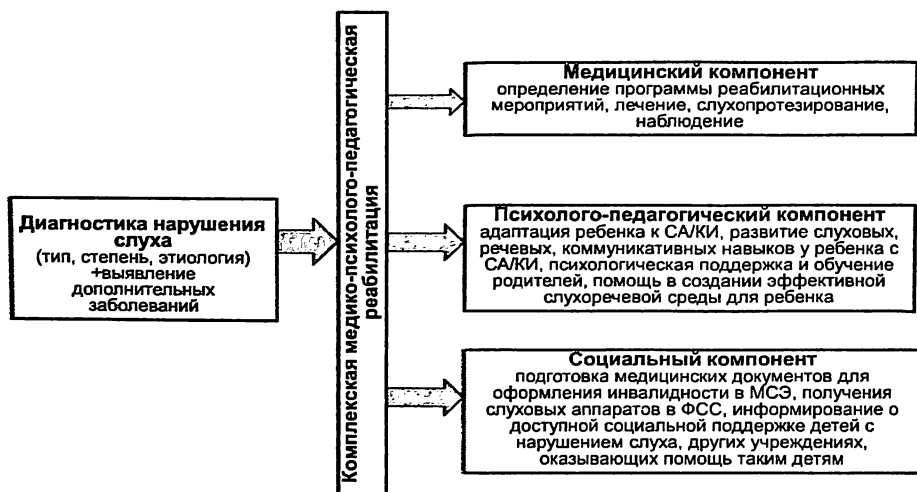 Диагностика нарушения
слуха
(тип, степень, этиология)
+выявление
дополнительных
заболеваний
Комплекская медико-психолого-педагогическая
реабилитация
Медицинский компонент
определение программы реабилитационных
мероприятий, лечение, слухопротезирование,
наблюдение
Психолого-педагогический компонент
адаптация ребенка к СА/КИ, развитие слуховых,
речевых, коммуникативных навыков у ребенка с
СА/КИ, психологическая поддержка и обучение
родителей, помощь в создании эффективной
слухоречевой среды для ребенка
Социальный компонент
подготовка медицинских документов для
оформления инвалидности в МСЭ, получения
слуховых аппаратов в ФСС, информирование о
доступной социальной поддержке детей с
нарушением слуха, других учреждениях,
оказывающих помощь таким детям